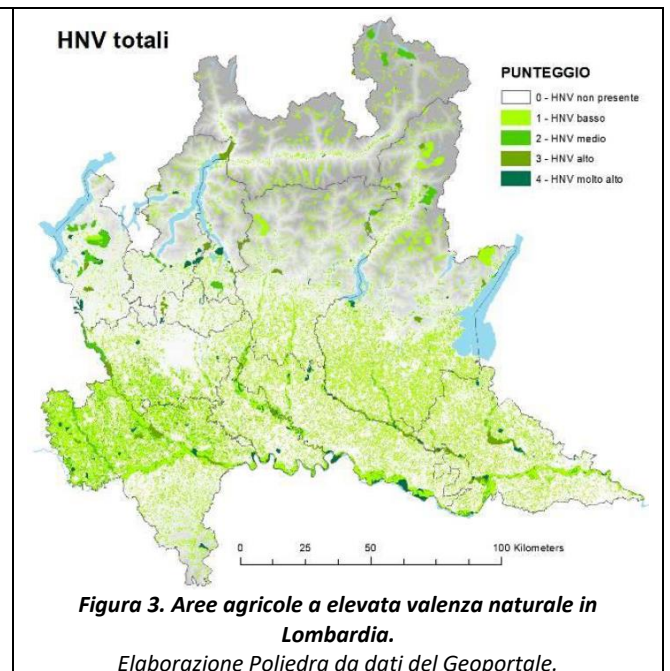 HNV totali
PUNTEGGIO
0 - HNV non presente
1 - HNV basso
2 - HNV medio
3 - HNV alto
4 - HNV molto alto
0 25 50 100 Kilometers
Figura 3. Aree agricole a elevata valenza naturale in
Lombardia.
Elaborazione Poliedra da dati del Geoportale.